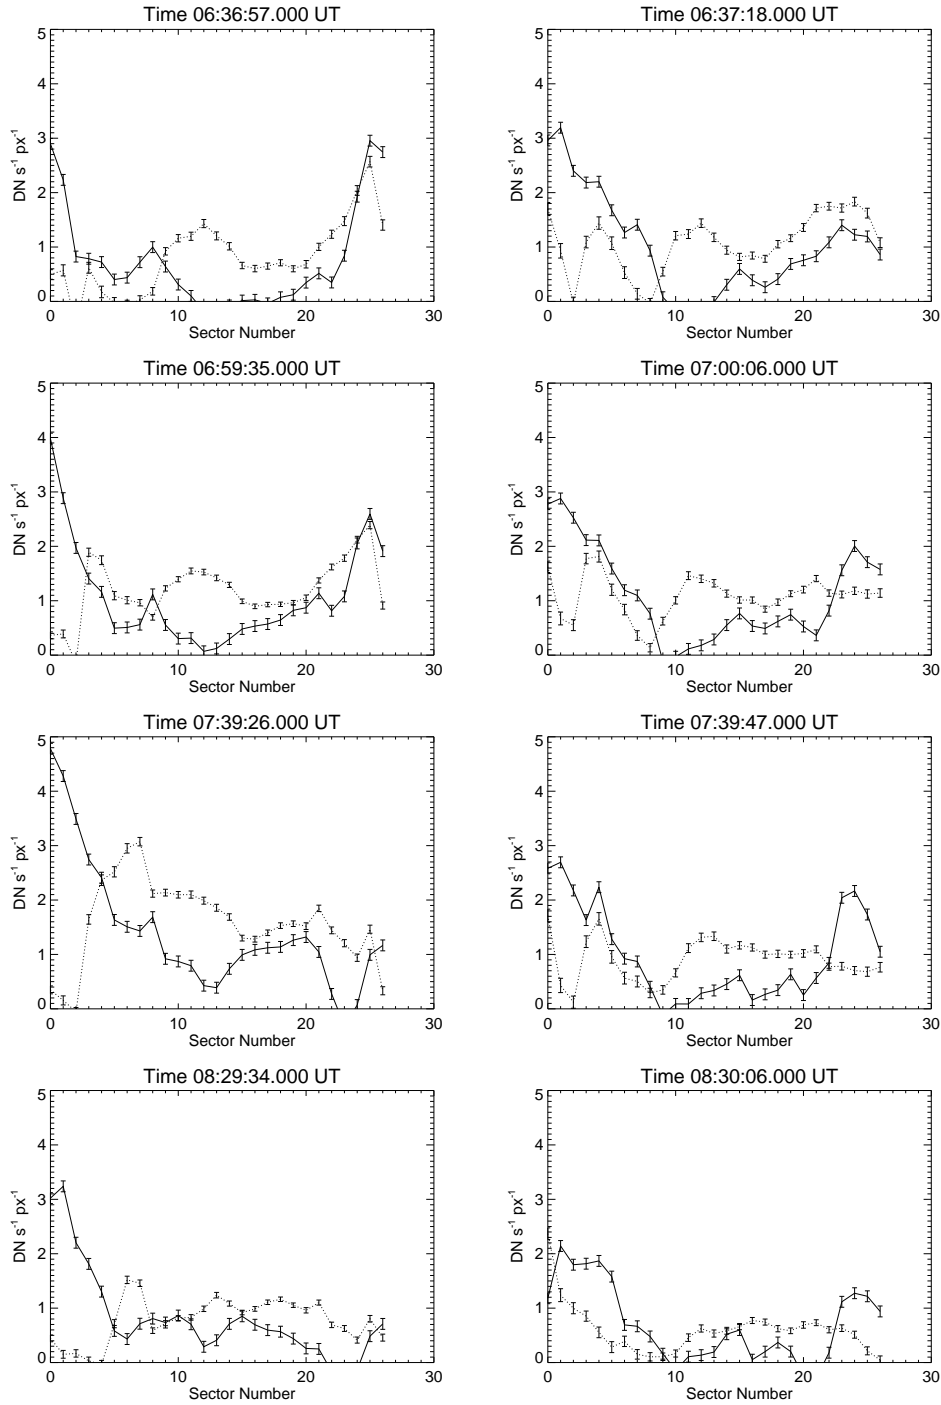 Time 06:36:57.000 UT
5
4
3
2
1
0
DN s⁻¹ px⁻¹
0 10 20 30
Sector Number
Time 06:37:18.000 UT
5
4
3
2
1
0
DN s⁻¹ px⁻¹
0 10 20 30
Sector Number
Time 06:59:35.000 UT
5
4
3
2
1
0
DN s⁻¹ px⁻¹
0 10 20 30
Sector Number
Time 07:00:06.000 UT
5
4
3
2
1
0
DN s⁻¹ px⁻¹
0 10 20 30
Sector Number
Time 07:39:26.000 UT
5
4
3
2
1
0
DN s⁻¹ px⁻¹
0 10 20 30
Sector Number
Time 07:39:47.000 UT
5
4
3
2
1
0
DN s⁻¹ px⁻¹
0 10 20 30
Sector Number
Time 08:29:34.000 UT
5
4
3
2
1
0
DN s⁻¹ px⁻¹
0 10 20 30
Sector Number
Time 08:30:06.000 UT
5
4
3
2
1
0
DN s⁻¹ px⁻¹
0 10 20 30
Sector Number